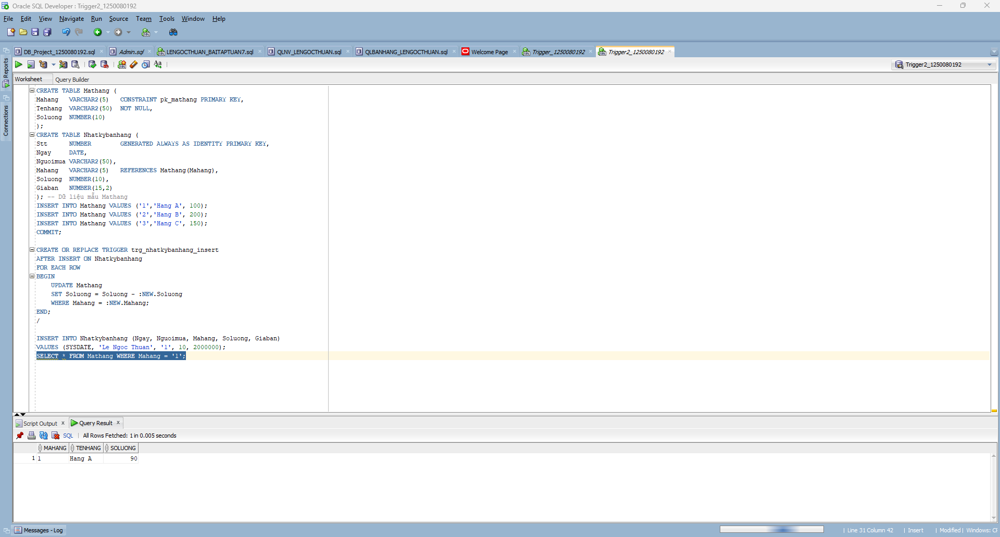 Oracle SQL Developer : Trigger2_1250080192
File Edit View Navigate Run Source Team Tools Window Help
DB_Project_1250080192.sql Admin.sql LENGOCTHUAN_BAITAPTUAN7.sql QLNV_LENGOCTHUAN.sql QLBANHANG_LENGOCTHUAN.sql Welcome Page Trigger_1250080192 Trigger2_1250080192
Trigger2_1250080192
Reports
Connections
Worksheet Query Builder
CREATE TABLE Mathang (
Mahang VARCHAR2(5) CONSTRAINT pk_mathang PRIMARY KEY,
Tenhang VARCHAR2(50) NOT NULL,
Soluong NUMBER(10)
);
CREATE TABLE Nhatkybanhang (
Stt NUMBER GENERATED ALWAYS AS IDENTITY PRIMARY KEY,
Ngay DATE,
Nguoimua VARCHAR2(50),
Mahang VARCHAR2(5) REFERENCES Mathang(Mahang),
Soluong NUMBER(10),
Giaban NUMBER(15,2)
); -- Dữ liệu mẫu Mathang
INSERT INTO Mathang VALUES ('1','Hang A', 100);
INSERT INTO Mathang VALUES ('2','Hang B', 200);
INSERT INTO Mathang VALUES ('3','Hang C', 150);
COMMIT;
CREATE OR REPLACE TRIGGER trg_nhatkybanhang_insert
AFTER INSERT ON Nhatkybanhang
FOR EACH ROW
BEGIN
UPDATE Mathang
SET Soluong = Soluong - :NEW.Soluong
WHERE Mahang = :NEW.Mahang;
END;
/
INSERT INTO Nhatkybanhang (Ngay, Nguoimua, Mahang, Soluong, Giaban)
VALUES (SYSDATE, 'Le Ngoc Thuan', '1', 10, 2000000);
SELECT * FROM Mathang WHERE Mahang = '1';
Script Output x Query Result x
SQL | All Rows Fetched: 1 in 0.005 seconds
MAHANG TENHANG SOLUONG
1 1 Hang A 90
Messages - Log
| Line 31 Column 42 | Insert | Modified | Windows: CF